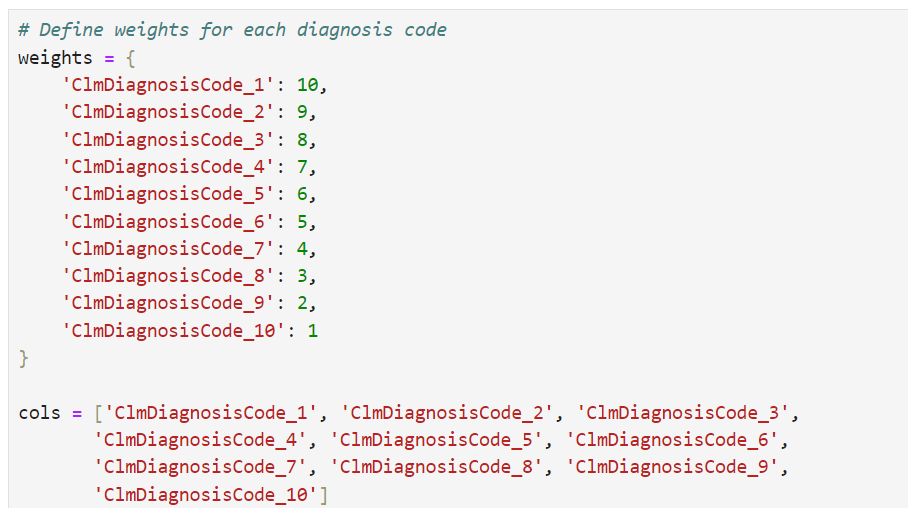 # Define weights for each diagnosis code
weights = {
    'ClmDiagnosisCode_1': 10,
    'ClmDiagnosisCode_2': 9,
    'ClmDiagnosisCode_3': 8,
    'ClmDiagnosisCode_4': 7,
    'ClmDiagnosisCode_5': 6,
    'ClmDiagnosisCode_6': 5,
    'ClmDiagnosisCode_7': 4,
    'ClmDiagnosisCode_8': 3,
    'ClmDiagnosisCode_9': 2,
    'ClmDiagnosisCode_10': 1
}
cols = ['ClmDiagnosisCode_1', 'ClmDiagnosisCode_2', 'ClmDiagnosisCode_3',
       'ClmDiagnosisCode_4', 'ClmDiagnosisCode_5', 'ClmDiagnosisCode_6',
       'ClmDiagnosisCode_7', 'ClmDiagnosisCode_8', 'ClmDiagnosisCode_9',
       'ClmDiagnosisCode_10']